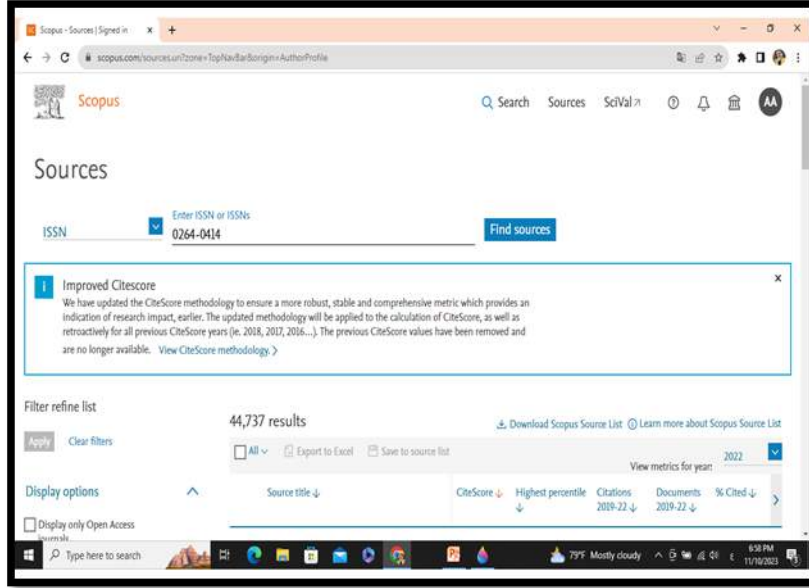 Scopus - Sources | Signed in
scopus.com/sources.uri?zone=TopNavBar&origin=AuthorProfile
Scopus
Search Sources SciVal AA
Sources
ISSN
Enter ISSN or ISSNs
0264-0414
Find sources
Improved Citescore
We have updated the CiteScore methodology to ensure a more robust, stable and comprehensive metric which provides an
indication of research impact, earlier. The updated methodology will be applied to the calculation of CiteScore, as well as
retroactively for all previous CiteScore years (ie. 2018, 2017, 2016...). The previous CiteScore values have been removed and
are no longer available. View CiteScore methodology.
Filter refine list
Apply Clear filters
Display options
Display only Open Access
journals
44,737 results
Download Scopus Source List Learn more about Scopus Source List
All Export to Excel Save to source list
View metrics for year: 2022
Source title CiteScore Highest percentile Citations 2019-22 Documents 2019-22 % Cited
Type here to search
79°F Mostly cloudy
6:58 PM
11/10/2023